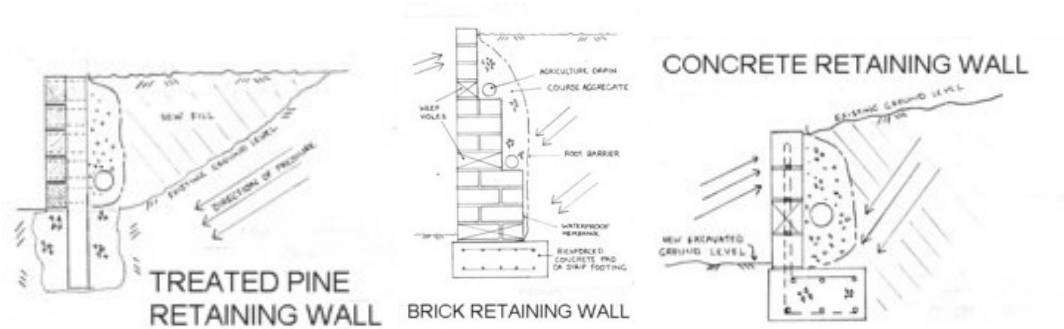 NEW FILL
EXISTING GROUND LEVEL
DIRECTION OF PRESSURE
TREATED PINE
RETAINING WALL
AGRICULTURE DRAIN
COURSE AGGREGATE
WEEP
HOLES
ROOT BARRIER
WATERPROOF
MEMBRANE
REINFORCED
CONCRETE PAD
OR STRIP FOOTING
BRICK RETAINING WALL
CONCRETE RETAINING WALL
EXISTING GROUND LEVEL
NEW EXCAVATED
GROUND LEVEL